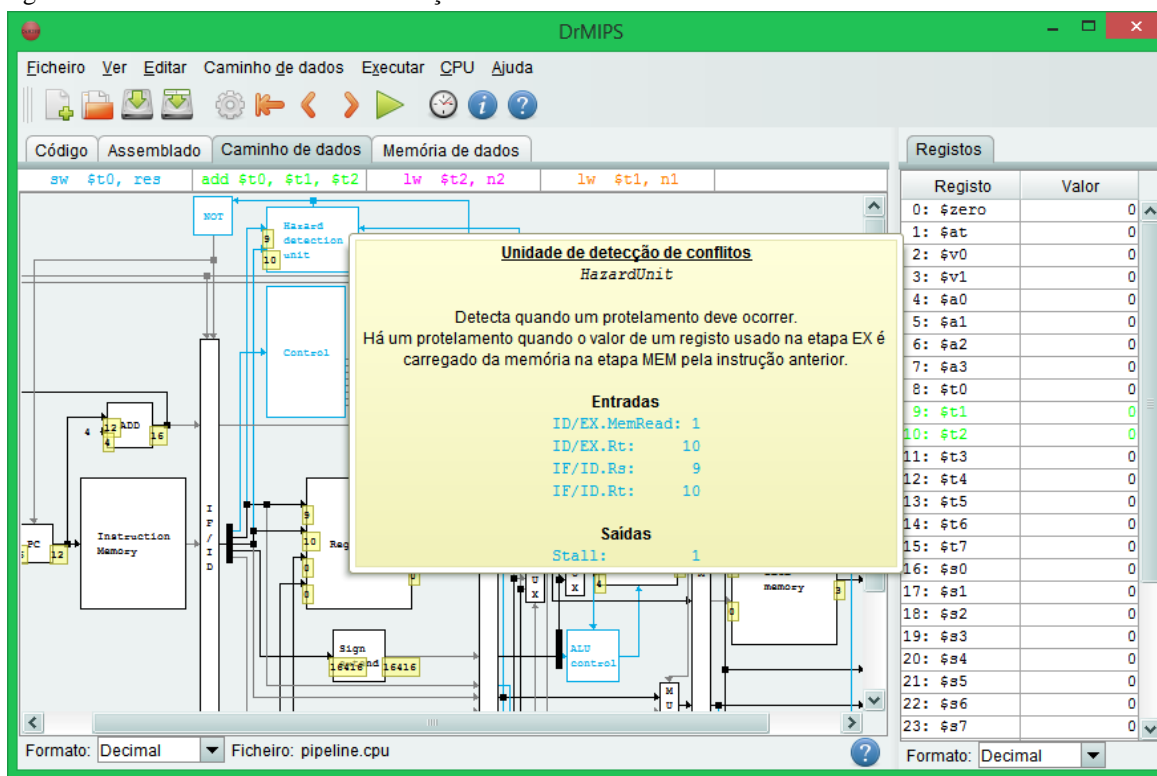 DrMIPS
Ficheiro Ver Editar Caminho de dados Executar CPU Ajuda
Código Assemblado Caminho de dados Memória de dados
Registos
sw $t0, res add $t0, $t1, $t2 lw $t2, n2 lw $t1, n1
Registo Valor
NOT
Hazard
detection
unit
9
10
Control
4
12
4
ADD
16
PC
12
Instruction
Memory
I
F
/
I
D
9
10
0
0
Reg
Sign
16416 nd 16416
ALU
control
U
X
X
4
M
U
memory
0
3
Unidade de detecção de conflitos
HazardUnit
Detecta quando um protelamento deve ocorrer.
Há um protelamento quando o valor de um registo usado na etapa EX é
carregado da memória na etapa MEM pela instrução anterior.
Entradas
ID/EX.MemRead: 1
ID/EX.Rt: 10
IF/ID.Rs: 9
IF/ID.Rt: 10
Saídas
Stall: 1
0: $zero 0
1: $at 0
2: $v0 0
3: $v1 0
4: $a0 0
5: $a1 0
6: $a2 0
7: $a3 0
8: $t0 0
9: $t1 0
10: $t2 0
11: $t3 0
12: $t4 0
13: $t5 0
14: $t6 0
15: $t7 0
16: $s0 0
17: $s1 0
18: $s2 0
19: $s3 0
20: $s4 0
21: $s5 0
22: $s6 0
23: $s7 0
Formato: Decimal Ficheiro: pipeline.cpu
Formato: Decimal